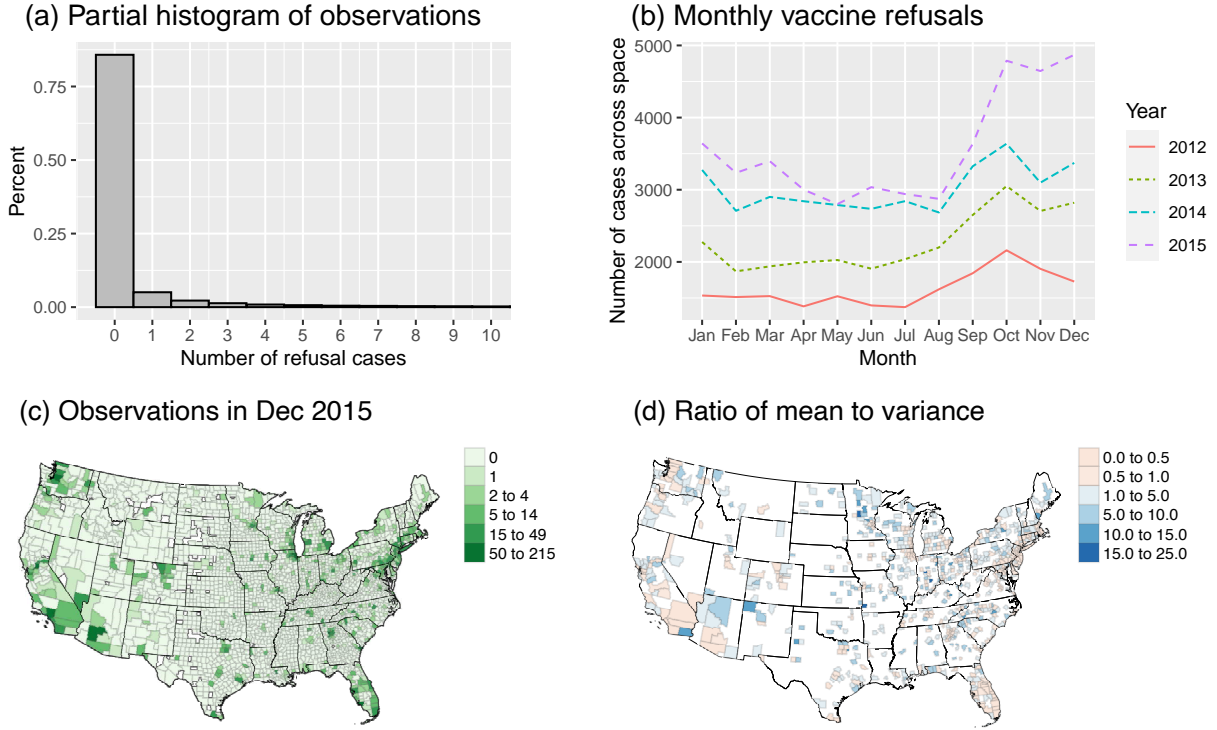 (a) Partial histogram of observations
Percent
0.75
0.50
0.25
0.00
0 1 2 3 4 5 6 7 8 9 10
Number of refusal cases
(b) Monthly vaccine refusals
Number of cases across space
5000
4000
3000
2000
Jan Feb Mar Apr May Jun Jul Aug Sep Oct Nov Dec
Month
Year
2012
2013
2014
2015
(c) Observations in Dec 2015
0
1
2 to 4
5 to 14
15 to 49
50 to 215
(d) Ratio of mean to variance
0.0 to 0.5
0.5 to 1.0
1.0 to 5.0
5.0 to 10.0
10.0 to 15.0
15.0 to 25.0